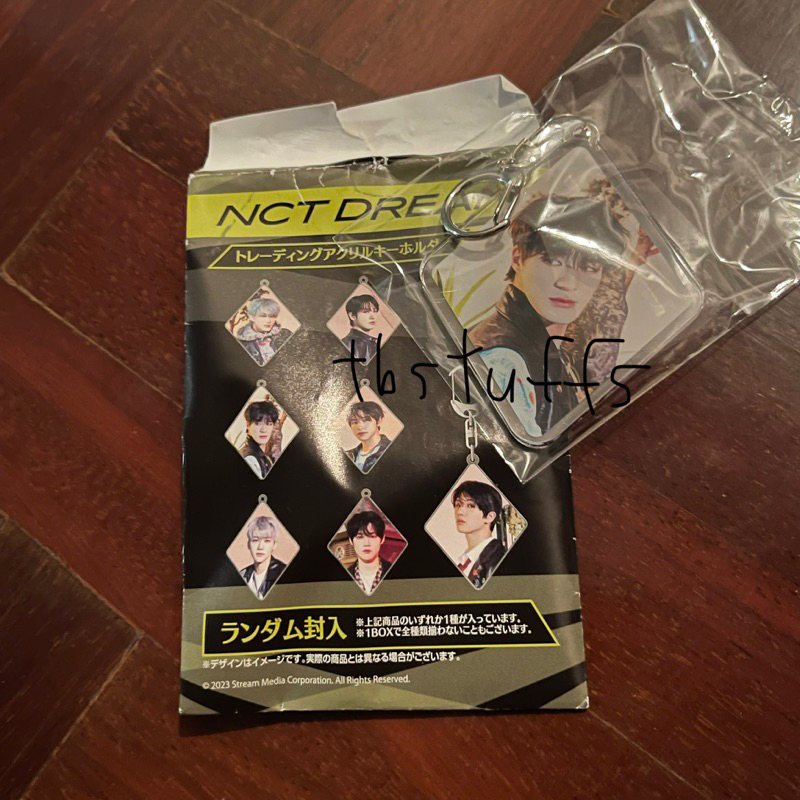 NCT DREA
トレーディングアクリルキーホルダ
tbstuffs
ランダム封入
※上記商品のいずれか1種が入っています。
※1BOXで全種類揃わないこともございます。
※デザインはイメージです。実際の商品とは異なる場合がございます。
© 2023 Stream Media Corporation. All Rights Reserved.